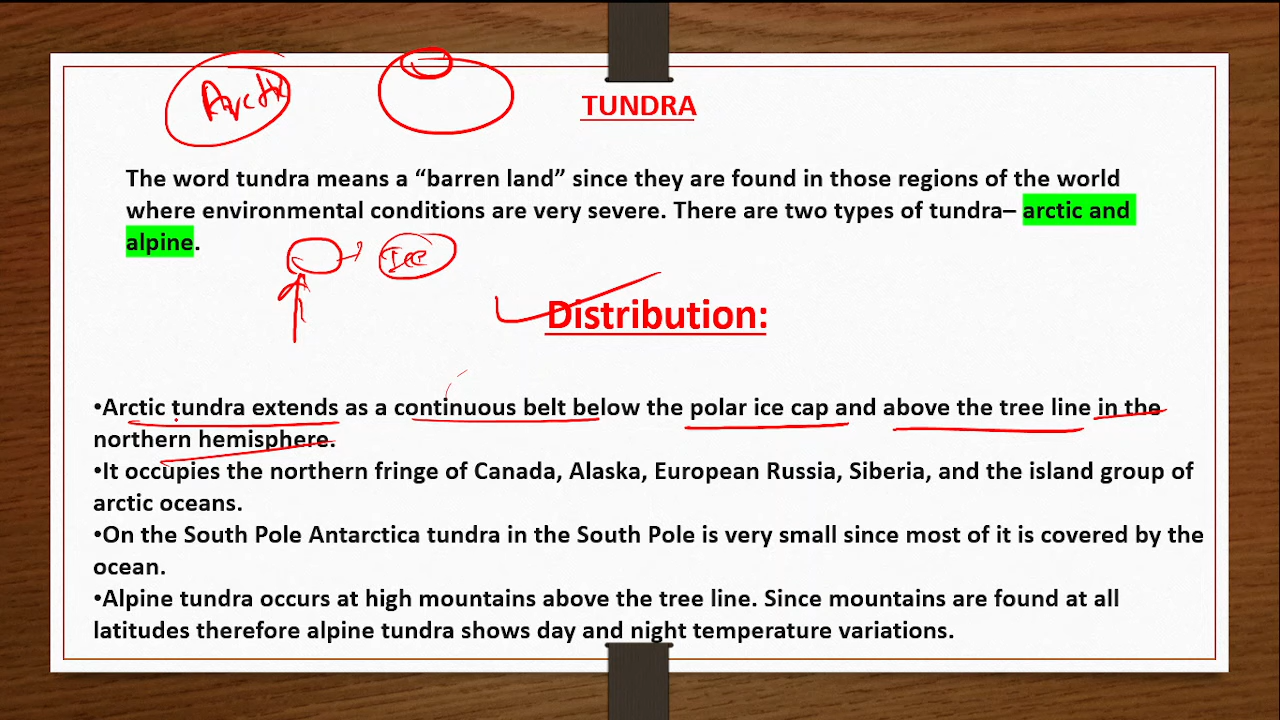 Arctic
TUNDRA
The word tundra means a “barren land” since they are found in those regions of the world
where environmental conditions are very severe. There are two types of tundra– arctic and
alpine.
Ice
Distribution:
•Arctic tundra extends as a continuous belt below the polar ice cap and above the tree line in the
northern hemisphere.
•It occupies the northern fringe of Canada, Alaska, European Russia, Siberia, and the island group of
arctic oceans.
•On the South Pole Antarctica tundra in the South Pole is very small since most of it is covered by the
ocean.
•Alpine tundra occurs at high mountains above the tree line. Since mountains are found at all
latitudes therefore alpine tundra shows day and night temperature variations.